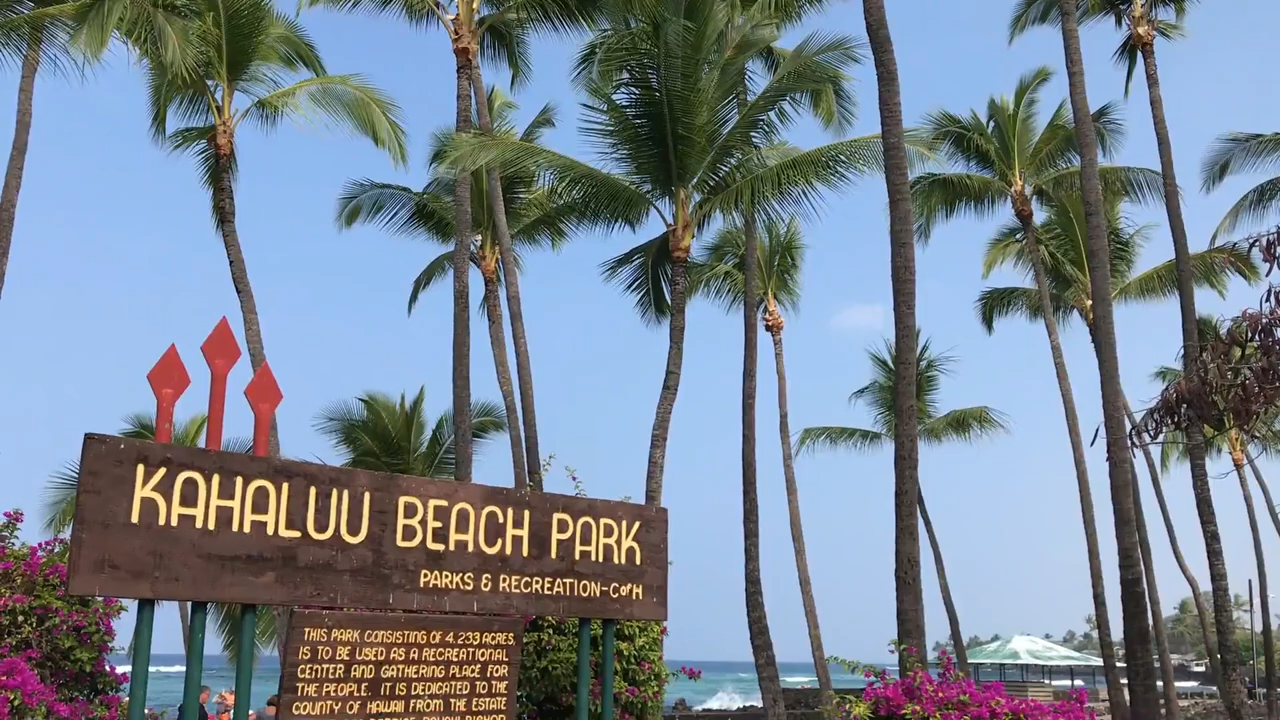 KAHALUU BEACH PARK
PARKS & RECREATION-C of H
THIS PARK CONSISTING OF 4.233 ACRES,
IS TO BE USED AS A RECREATIONAL
CENTER AND GATHERING PLACE FOR
THE PEOPLE. IT IS DEDICATED TO THE
COUNTY OF HAWAII FROM THE ESTATE